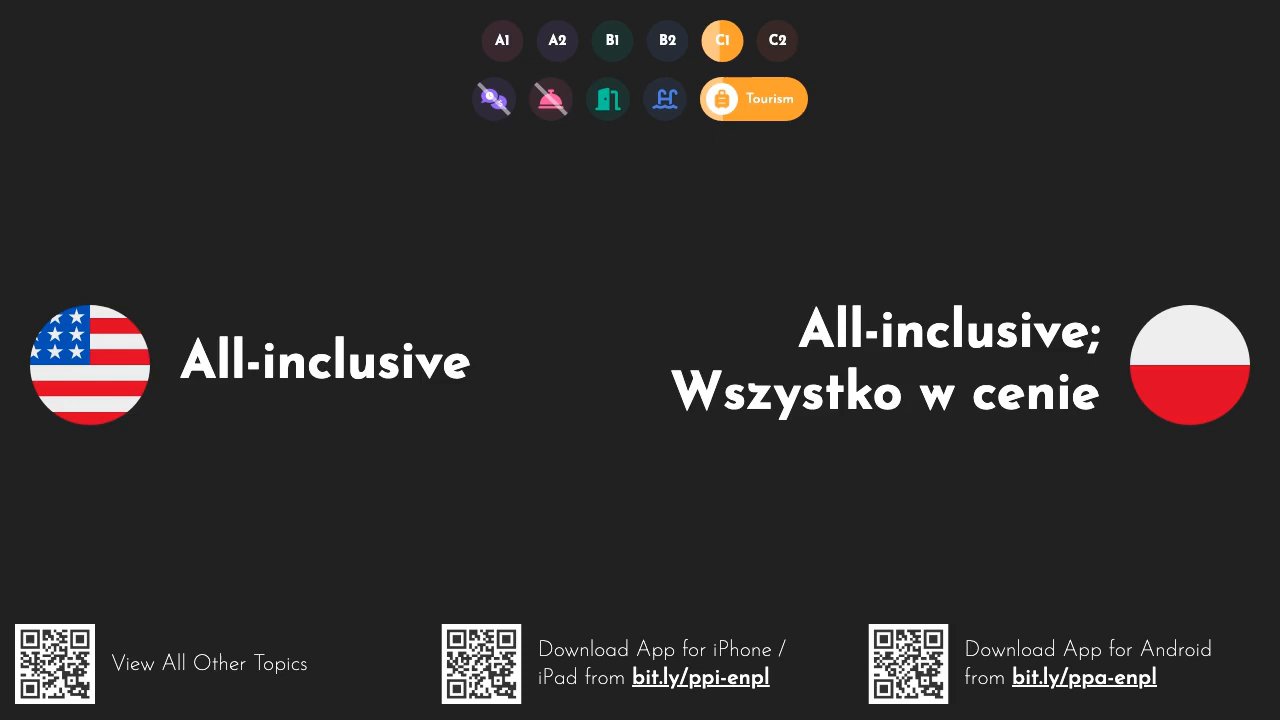 A1 A2 B1 B2 C1 C2
Tourism
All-inclusive
All-inclusive;
Wszystko w cenie
View All Other Topics
Download App for iPhone /
iPad from bit.ly/ppi-enpl
Download App for Android
from bit.ly/ppa-enpl